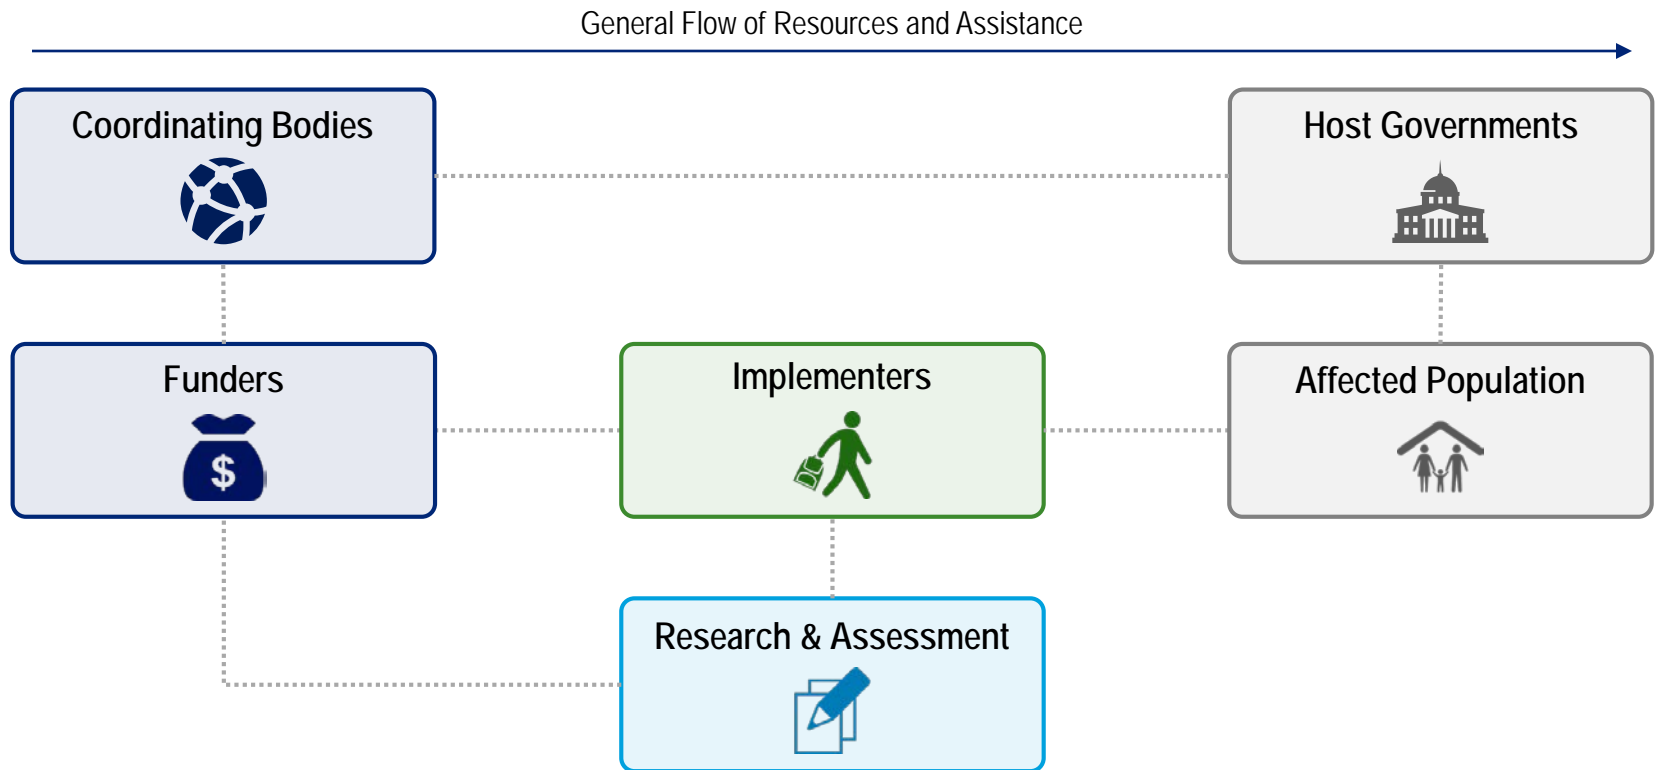 General Flow of Resources and Assistance
Coordinating Bodies
Host Governments
Funders
$
Implementers
Affected Population
Research & Assessment